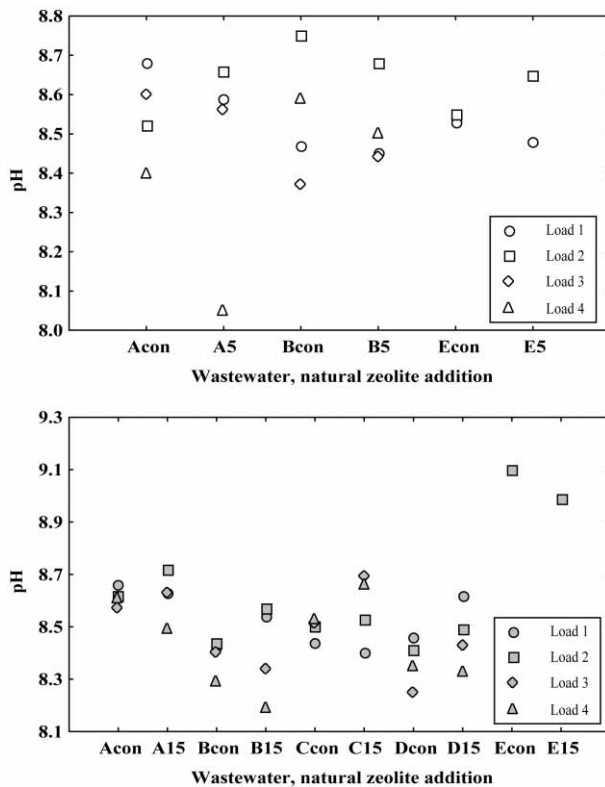 8.8
8.7
8.6
8.5
8.4
8.3
8.2
8.1
8.0
pH
Load 1
Load 2
Load 3
Load 4
Acon A5 Bcon B5 Econ E5
Wastewater, natural zeolite addition
9.3
9.1
8.9
8.7
8.5
8.3
8.1
pH
Load 1
Load 2
Load 3
Load 4
Acon A15 Bcon B15 Ccon C15 Dcon D15 Econ E15
Wastewater, natural zeolite addition